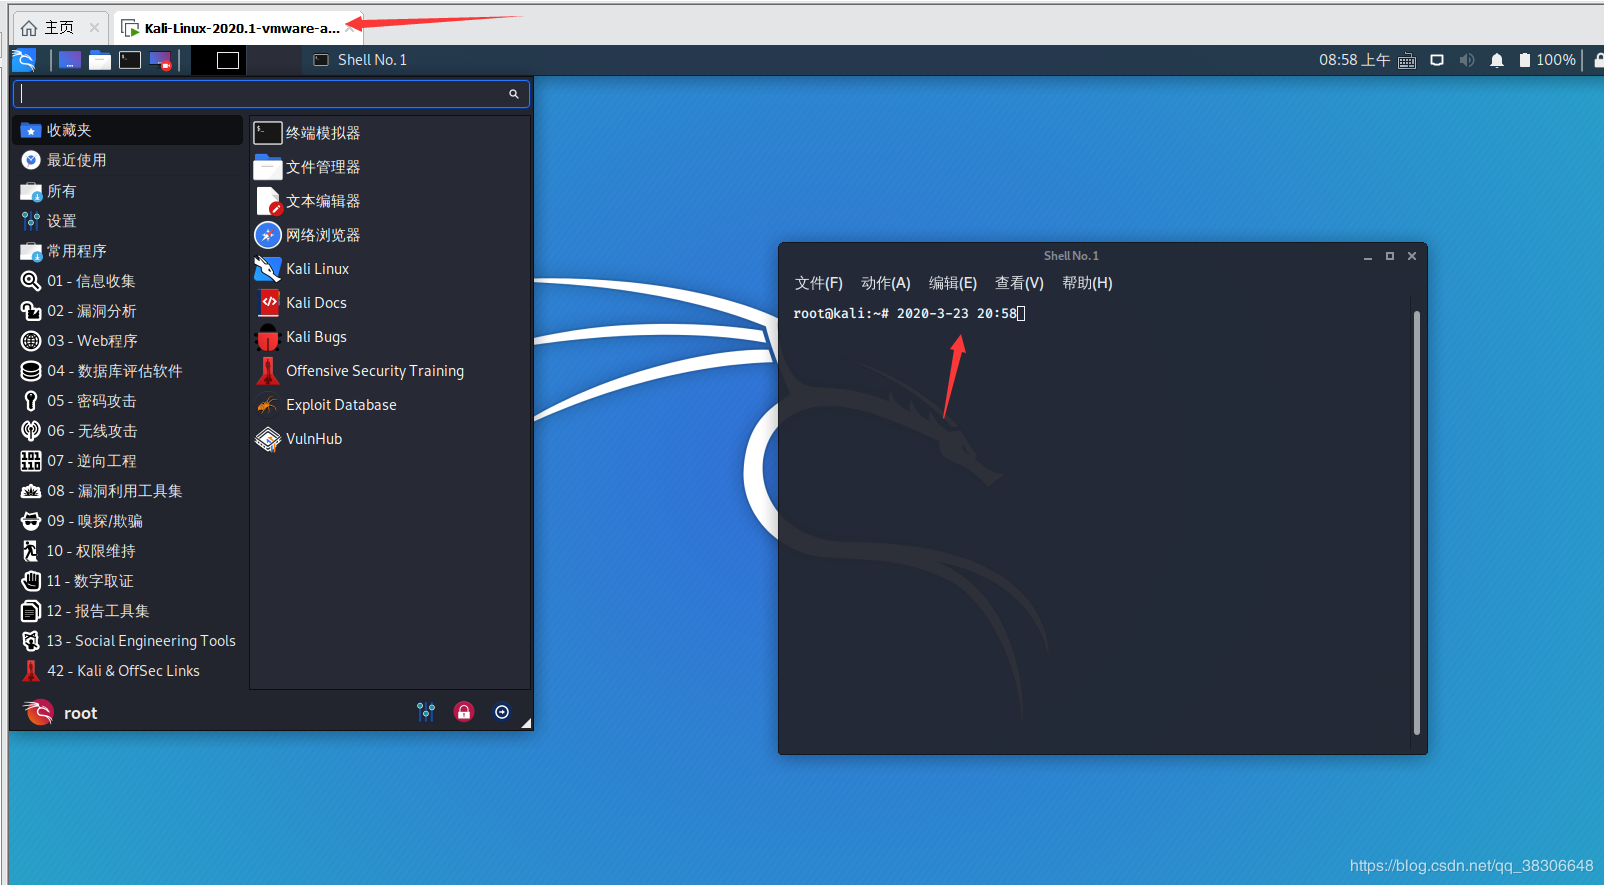 主页
Kali-Linux-2020.1-vmware-a...
Shell No. 1
08:58 上午
100%
收藏夹
最近使用
所有
设置
常用程序
01 - 信息收集
02 - 漏洞分析
03 - Web程序
04 - 数据库评估软件
05 - 密码攻击
06 - 无线攻击
07 - 逆向工程
08 - 漏洞利用工具集
09 - 嗅探/欺骗
10 - 权限维持
11 - 数字取证
12 - 报告工具集
13 - Social Engineering Tools
42 - Kali & OffSec Links
root
终端模拟器
文件管理器
文本编辑器
网络浏览器
Kali Linux
Kali Docs
Kali Bugs
Offensive Security Training
Exploit Database
VulnHub
Shell No. 1
文件(F) 动作(A) 编辑(E) 查看(V) 帮助(H)
root@kali:~# 2020-3-23 20:58
https://blog.csdn.net/qq_38306648